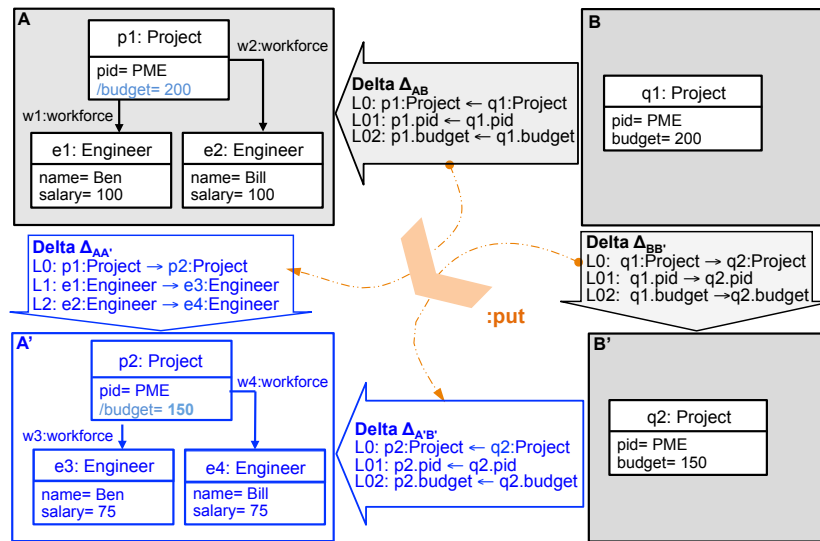 A
p1: Project
pid= PME
/budget= 200
w2:workforce
w1:workforce
e1: Engineer
name= Ben
salary= 100
e2: Engineer
name= Bill
salary= 100
Delta Δ_AB
L0: p1:Project ← q1:Project
L01: p1.pid ← q1.pid
L02: p1.budget ← q1.budget
B
q1: Project
pid= PME
budget= 200
Delta Δ_AA'
L0: p1:Project → p2:Project
L1: e1:Engineer → e3:Engineer
L2: e2:Engineer → e4:Engineer
:put
Delta Δ_BB'
L0: q1:Project → q2:Project
L01: q1.pid → q2.pid
L02: q1.budget →q2.budget
A'
p2: Project
pid= PME
/budget= 150
w4:workforce
w3:workforce
e3: Engineer
name= Ben
salary= 75
e4: Engineer
name= Bill
salary= 75
Delta Δ_A'B'
L0: p2:Project ← q2:Project
L01: p2.pid ← q2.pid
L02: p2.budget ← q2.budget
B'
q2: Project
pid= PME
budget= 150